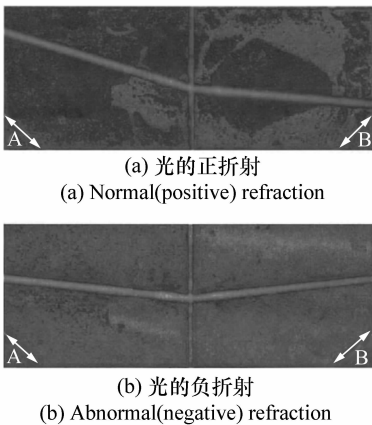 A B
(a) 光的正折射
(a) Normal(positive) refraction
A B
(b) 光的负折射
(b) Abnormal(negative) refraction